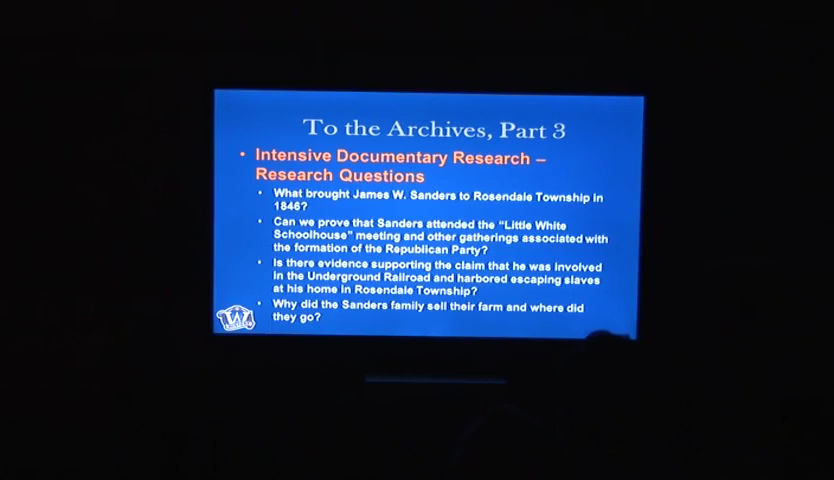 To the Archives, Part 3
• Intensive Documentary Research –
Research Questions
• What brought James W. Sanders to Rosendale Township in
1846?
• Can we prove that Sanders attended the “Little White
Schoolhouse” meeting and other gatherings associated with
the formation of the Republican Party?
• Is there evidence supporting the claim that he was involved
in the Underground Railroad and harbored escaping slaves
at his home in Rosendale Township?
• Why did the Sanders family sell their farm and where did
they go?
W